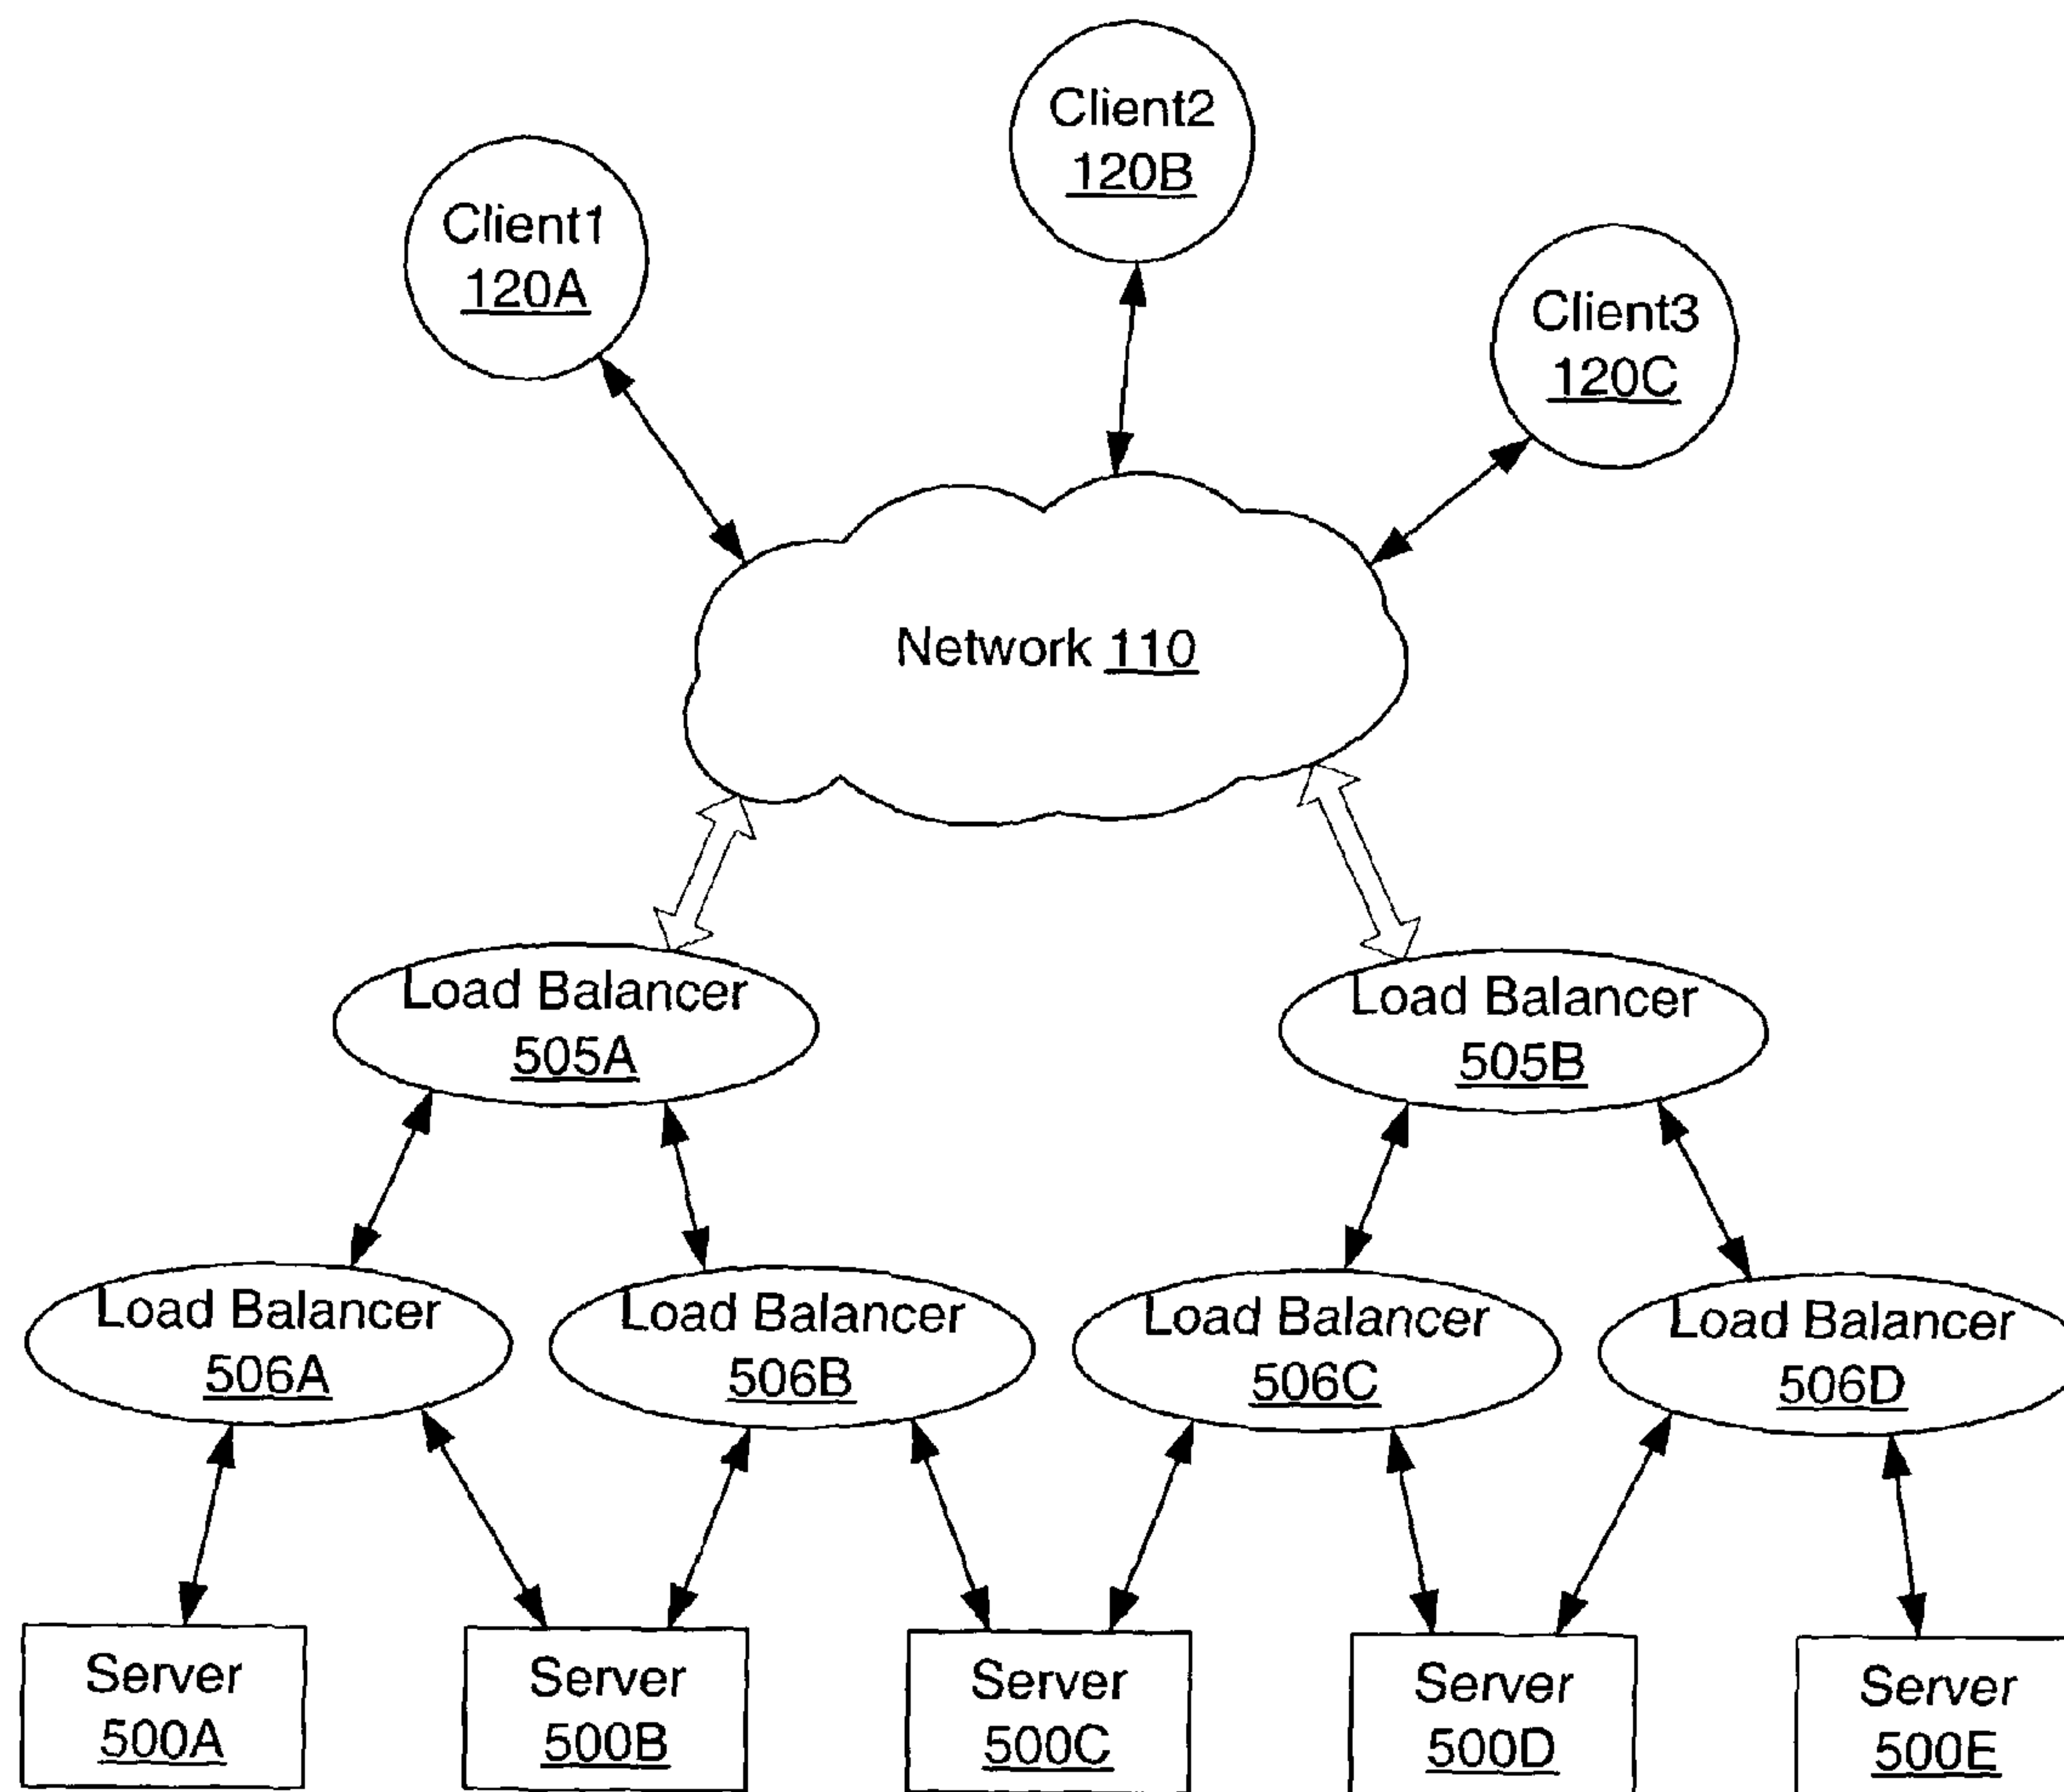 Client2
120B
Client1
120A
Client3
120C
Network 110
Load Balancer
505A
Load Balancer
505B
Load Balancer
506A
Load Balancer
506B
Load Balancer
506C
Load Balancer
506D
Server
500A
Server
500B
Server
500C
Server
500D
Server
500E